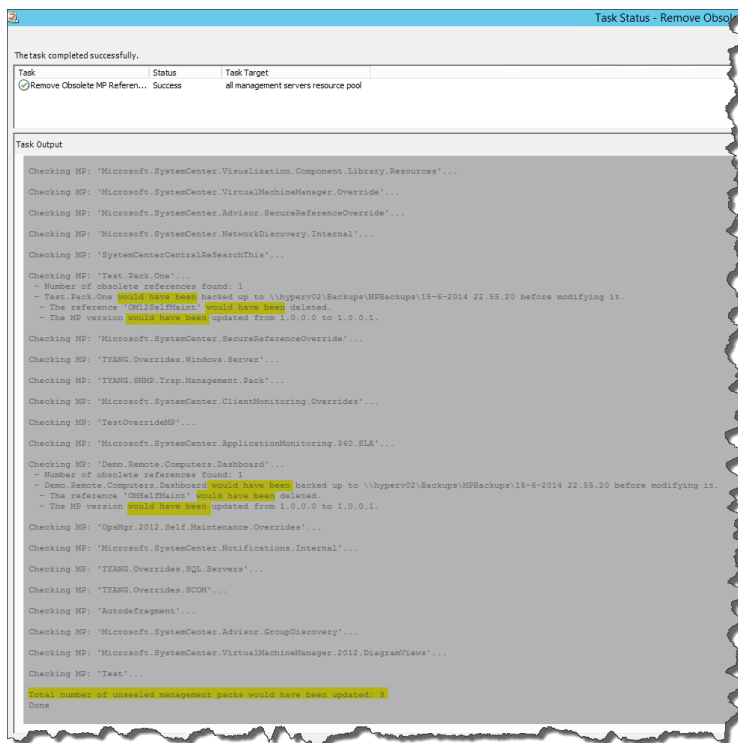 Task Status - Remove Obsol
The task completed successfully.
Task Status Task Target
Remove Obsolete MP Referen... Success all management servers resource pool
Task Output
Checking MP: 'Microsoft.SystemCenter.Visualization.Component.Library.Resources'...
Checking MP: 'Microsoft.SystemCenter.VirtualMachineManager.Override'...
Checking MP: 'Microsoft.SystemCenter.Advisor.SecureReferenceOverride'...
Checking MP: 'Microsoft.SystemCenter.NetworkDiscovery.Internal'...
Checking MP: 'SystemCenterCentralReSearchThis'...
Checking MP: 'Test.Pack.One'...
- Number of obsolete references found: 1
- Test.Pack.One would have been backed up to \\hyperv02\Backups\MPBackups\15-6-2014 22.55.20 before modifying it.
- The reference 'OM12SelfMaint' would have been deleted.
- The MP version would have been updated from 1.0.0.0 to 1.0.0.1.
Checking MP: 'Microsoft.SystemCenter.SecureReferenceOverride'...
Checking MP: 'TYANG.Overrides.Windows.Server'...
Checking MP: 'TYANG.SNMP.Trap.Management.Pack'...
Checking MP: 'Microsoft.SystemCenter.ClientMonitoring.Overrides'...
Checking MP: 'TestOverrideMP'...
Checking MP: 'Microsoft.SystemCenter.ApplicationMonitoring.360.SLA'...
Checking MP: 'Demo.Remote.Computers.Dashboard'...
- Number of obsolete references found: 1
- Demo.Remote.Computers.Dashboard would have been backed up to \\hyperv02\Backups\MPBackups\15-6-2014 22.55.20 before modifying it.
- The reference 'OMSelfMaint' would have been deleted.
- The MP version would have been updated from 1.0.0.0 to 1.0.0.1.
Checking MP: 'OpsMgr.2012.Self.Maintenance.Overrides'...
Checking MP: 'Microsoft.SystemCenter.Notifications.Internal'...
Checking MP: 'TYANG.Overrides.SQL.Servers'...
Checking MP: 'TYANG.Overrides.SCOM'...
Checking MP: 'Autodefragment'...
Checking MP: 'Microsoft.SystemCenter.Advisor.GroupDiscovery'...
Checking MP: 'Microsoft.SystemCenter.VirtualMachineManager.2012.DiagramViews'...
Checking MP: 'Test'...
Total number of unsealed management packs would have been updated: 3
Done